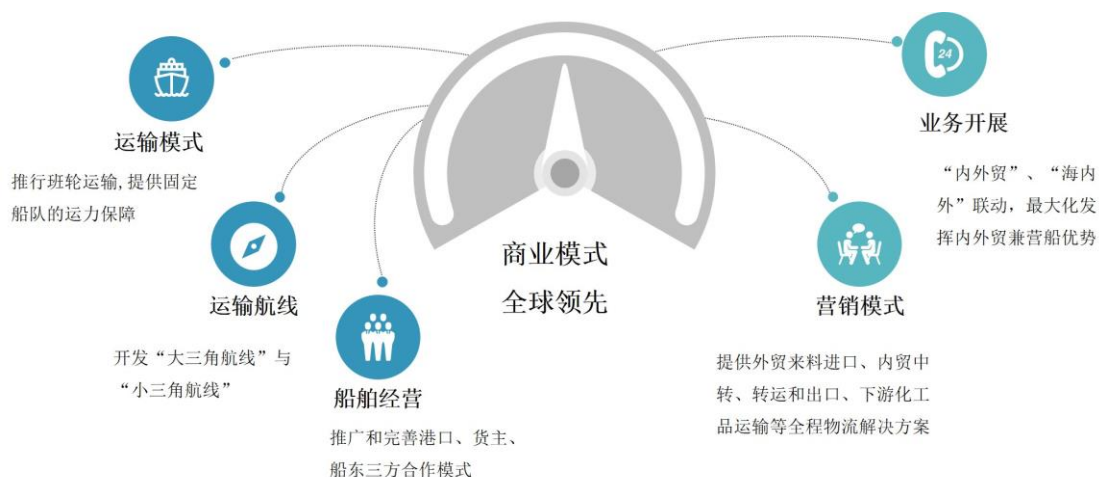 运输模式
推行班轮运输,提供固定
船队的运力保障
运输航线
开发“大三角航线”与
“小三角航线”
船舶经营
推广和完善港口、货主、
船东三方合作模式
商业模式
全球领先
24
业务开展
“内外贸”、“海内
外”联动，最大化发
挥内外贸兼营船优势
营销模式
提供外贸来料进口、内贸中
转、转运和出口、下游化工
品运输等全程物流解决方案